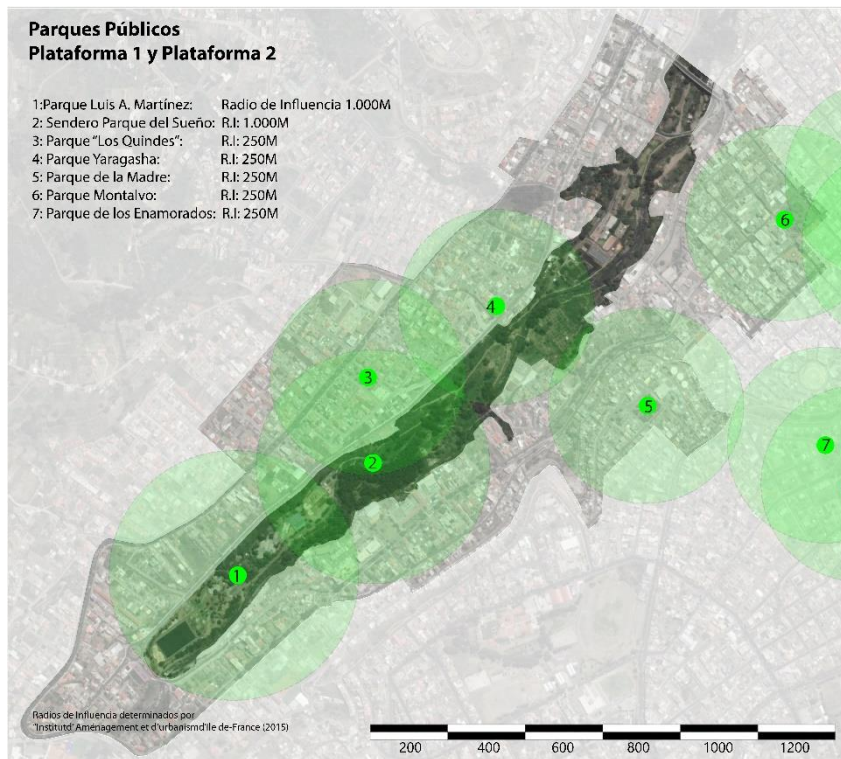 Parques Públicos
Plataforma 1 y Plataforma 2
1:Parque Luis A. Martínez: Radio de Influencia 1.000M
2: Sendero Parque del Sueño: R.I: 1.000M
3: Parque "Los Quindes": R.I: 250M
4: Parque Yaragasha: R.I: 250M
5: Parque de la Madre: R.I: 250M
6: Parque Montalvo: R.I: 250M
7: Parque de los Enamorados: R.I: 250M
6
4
3
5
7
2
1
Radios de Influencia determinados por
"Institutd' Aménagement et d'urbanismd'Ile de-France (2015)
200 400 600 800 1000 1200